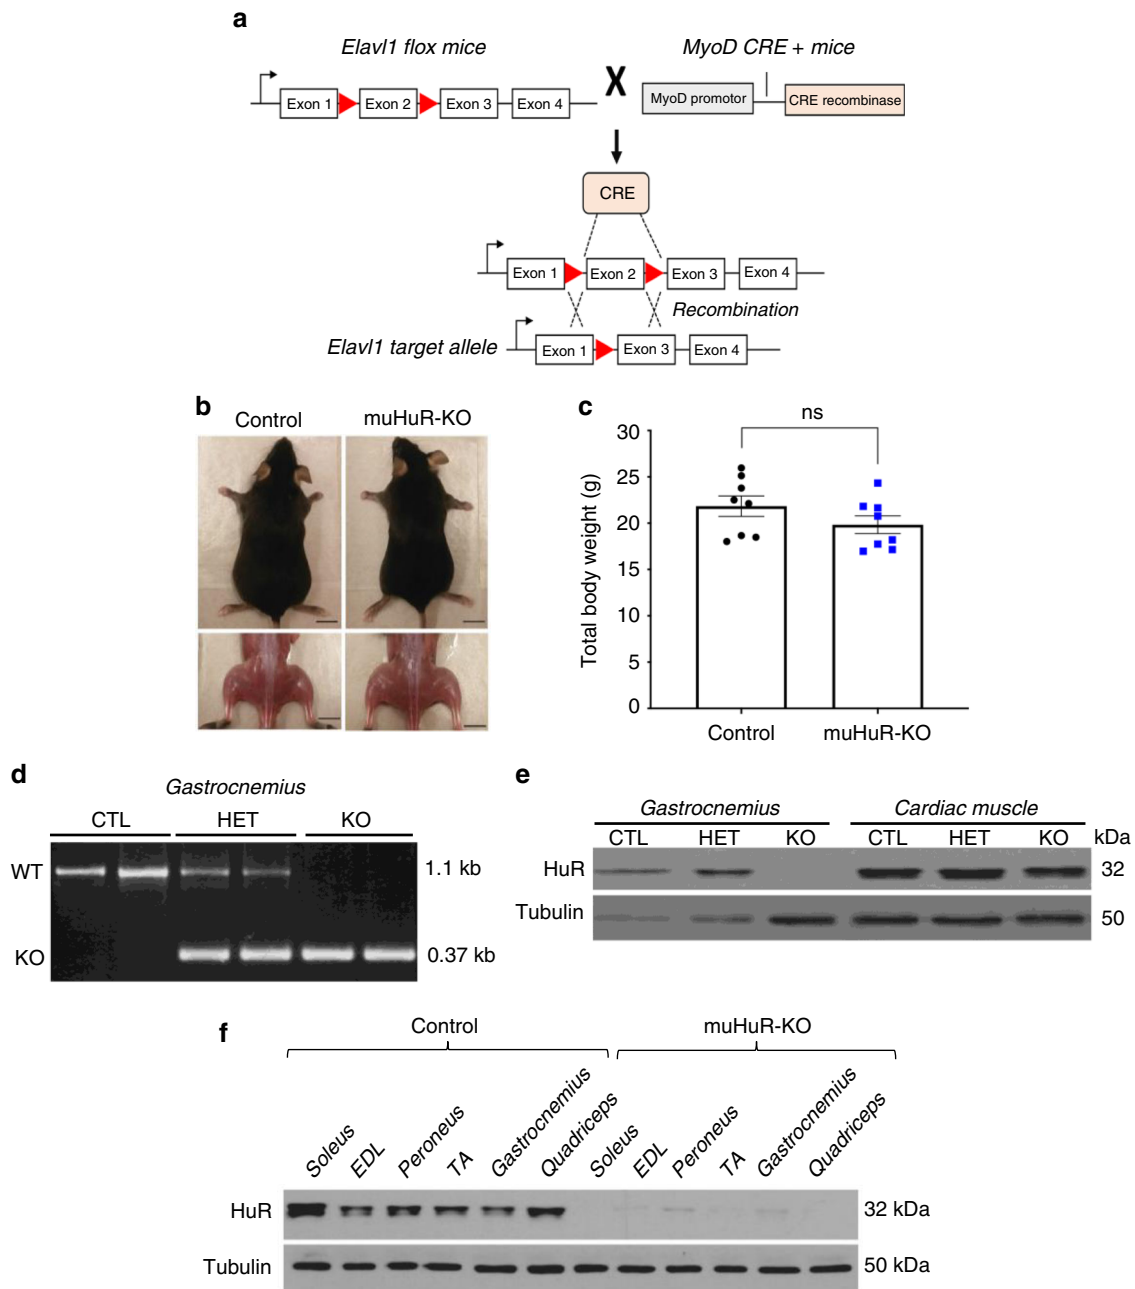 a
Elavl1 flox mice
MyoD CRE + mice
Exon 1 Exon 2 Exon 3 Exon 4
X
MyoD promotor CRE recombinase
CRE
Exon 1 Exon 2 Exon 3 Exon 4
Recombination
Elavl1 target allele
Exon 1 Exon 3 Exon 4
b
Control muHuR-KO
c
ns
Total body weight (g)
30
25
20
15
10
5
0
Control muHuR-KO
d
Gastrocnemius
CTL HET KO
WT 1.1 kb
KO 0.37 kb
e
Gastrocnemius Cardiac muscle
CTL HET KO CTL HET KO kDa
HuR 32
Tubulin 50
f
Control muHuR-KO
Soleus EDL Peroneus TA Gastrocnemius Quadriceps Soleus EDL Peroneus TA Gastrocnemius Quadriceps
HuR 32 kDa
Tubulin 50 kDa